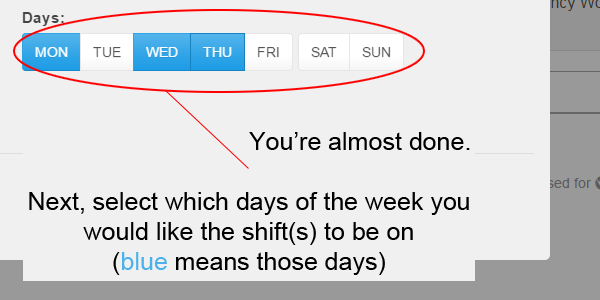 Days:
MON TUE WED THU FRI SAT SUN
You're almost done.
Next, select which days of the week you
would like the shift(s) to be on
(blue means those days)
ncy Wo
sed for